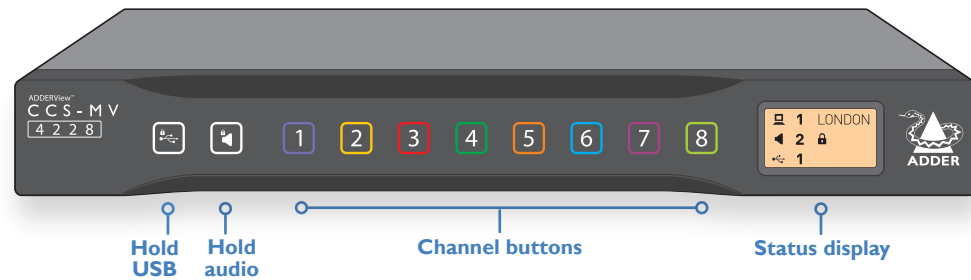 ADDERView™
CCS-MV
4228
1 2 3 4 5 6 7 8
1 LONDON
2
1
ADDER
Hold USB
Hold audio
Channel buttons
Status display